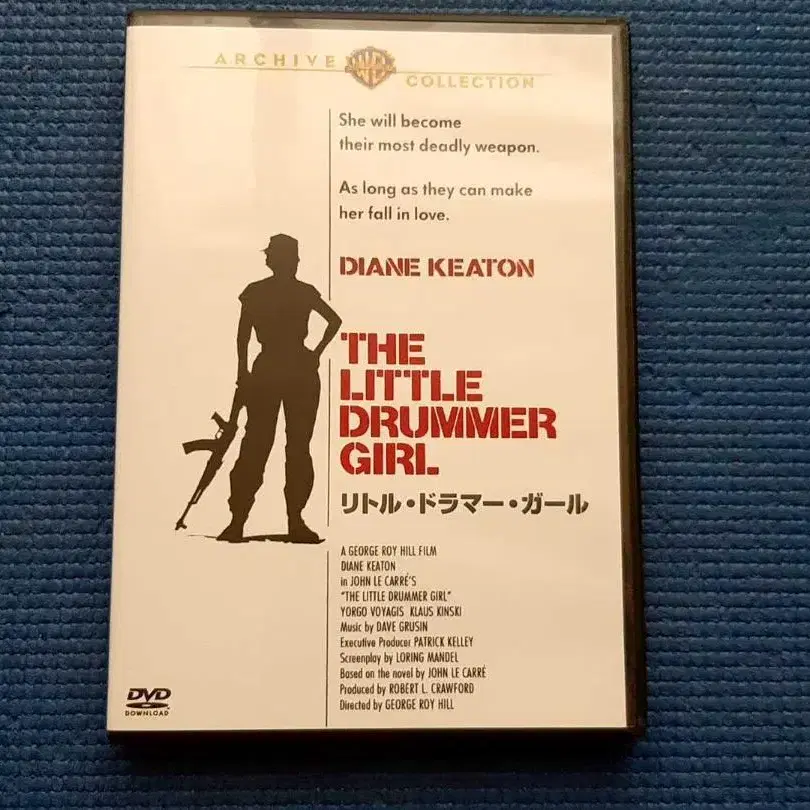 ARCHIVE WB COLLECTION
She will become
their most deadly weapon.
As long as they can make
her fall in love.
DIANE KEATON
THE
LITTLE
DRUMMER
GIRL
リトル・ドラマー・ガール
A GEORGE ROY HILL FILM
DIANE KEATON
in JOHN LE CARRÉ'S
"THE LITTLE DRUMMER GIRL"
YORGO VOYAGIS KLAUS KINSKI
Music by DAVE GRUSIN
Executive Producer PATRICK KELLEY
Screenplay by LORING MANDEL
Based on the novel by JOHN LE CARRÉ
Produced by ROBERT L. CRAWFORD
Directed by GEORGE ROY HILL
DVD
DOWNLOAD